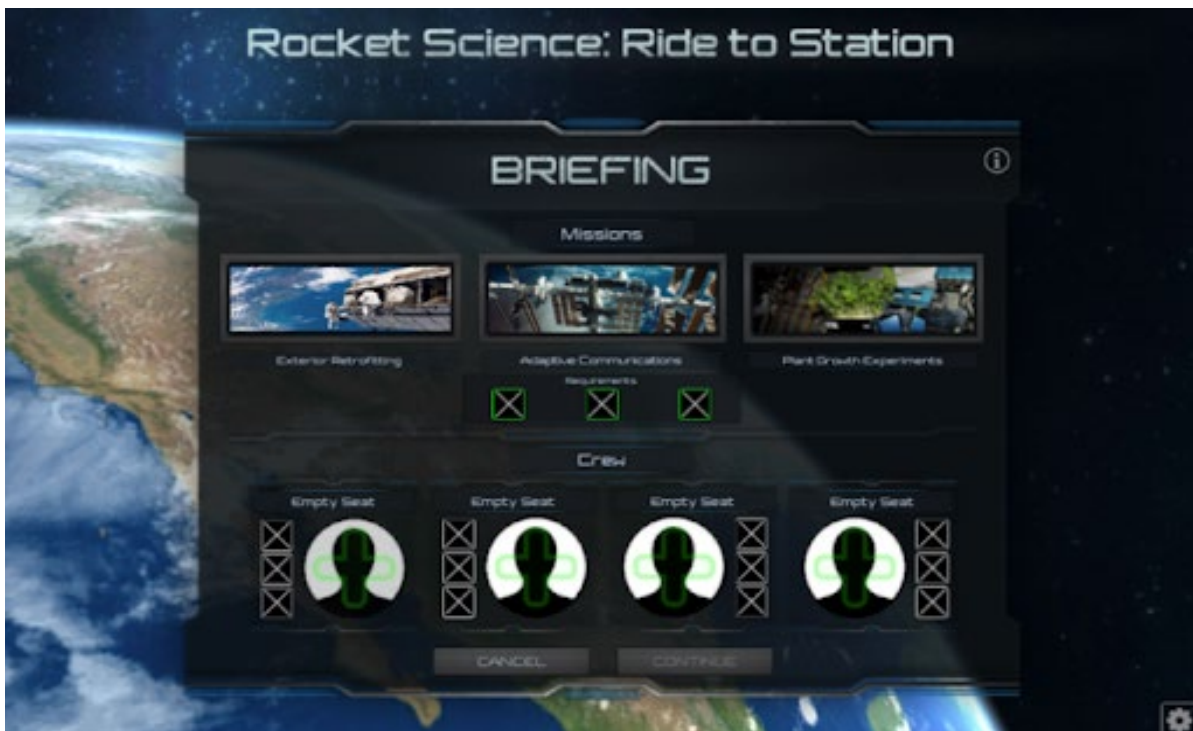 Rocket Science: Ride to Station
BRIEFING
Missions
Exterior Retrofitting
Adaptive Communications
Plant Growth Experiments
Requirements
Crew
Empty Seat
Empty Seat
Empty Seat
Empty Seat
CANCEL
CONTINUE